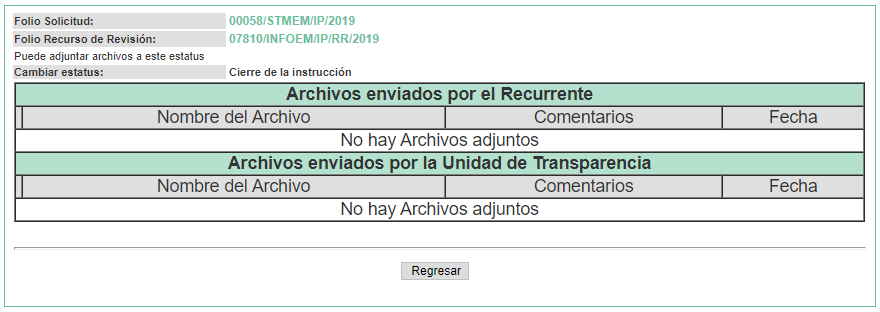 Folio Solicitud: 00058/STMEM/IP/2019
Folio Recurso de Revisión: 07810/INFOEM/IP/RR/2019
Puede adjuntar archivos a este estatus
Cambiar estatus: Cierre de la instrucción
Archivos enviados por el Recurrente
Nombre del Archivo Comentarios Fecha
No hay Archivos adjuntos
Archivos enviados por la Unidad de Transparencia
Nombre del Archivo Comentarios Fecha
No hay Archivos adjuntos
Regresar